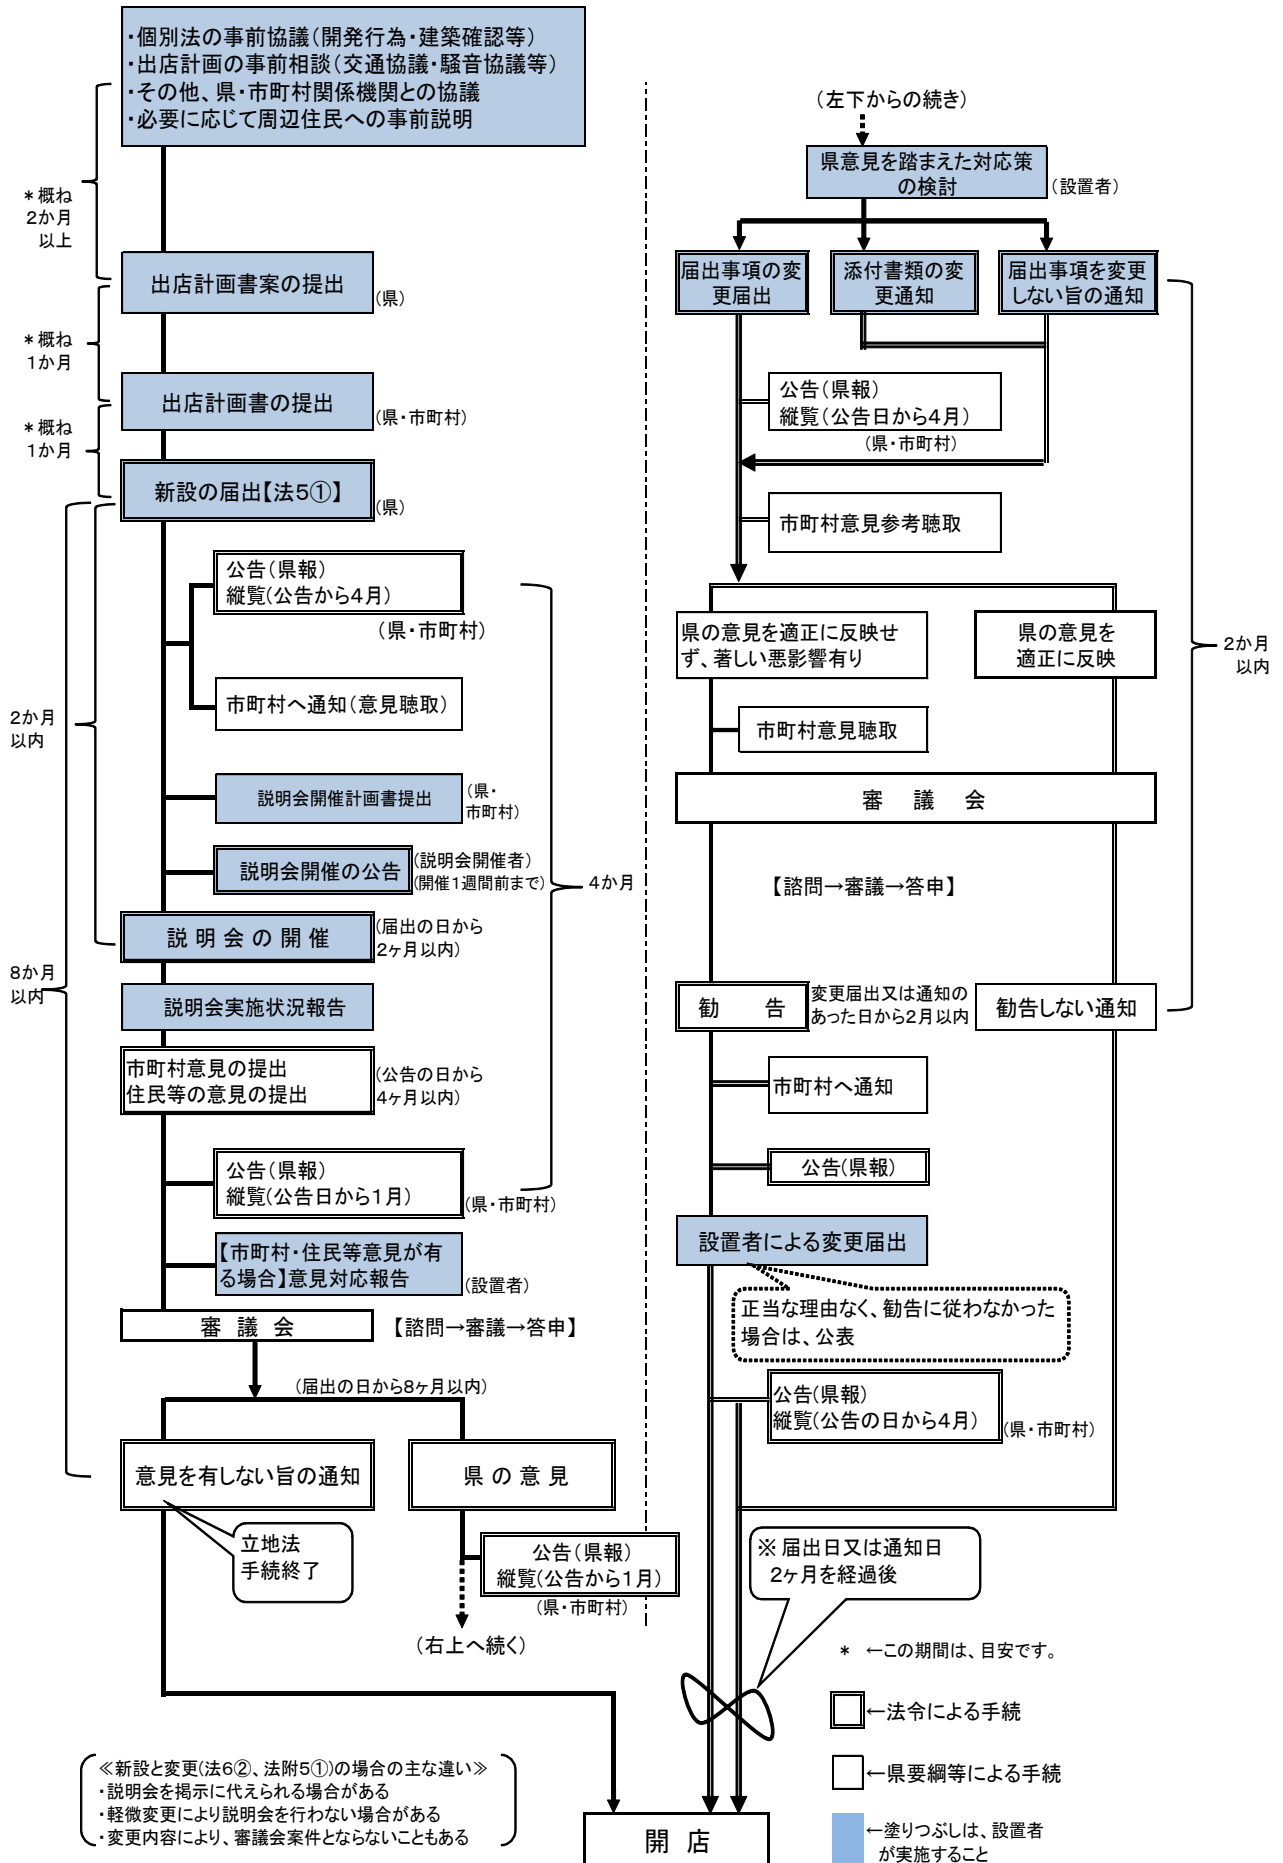 ・個別法の事前協議(開発行為・建築確認等)
・出店計画の事前相談(交通協議・騒音協議等)
・その他、県・市町村関係機関との協議
・必要に応じて周辺住民への事前説明
*概ね
2か月
以上
出店計画書案の提出
(県)
*概ね
1か月
出店計画書の提出
(県・市町村)
*概ね
1か月
新設の届出【法5①】
(県)
公告(県報)
縦覧(公告から4月)
(県・市町村)
市町村へ通知(意見聴取)
2か月
以内
説明会開催計画書提出
(県・
市町村)
説明会開催の公告
(説明会開催者)
(開催1週間前まで)
4か月
説明会の開催
(届出の日から
2ヶ月以内)
8か月
以内
説明会実施状況報告
市町村意見の提出
住民等の意見の提出
(公告の日から
4ヶ月以内)
公告(県報)
縦覧(公告日から1月)
(県・市町村)
【市町村・住民等意見が有
る場合】意見対応報告
(設置者)
審議会
【諮問→審議→答申】
(届出の日から8ヶ月以内)
意見を有しない旨の通知
県の意見
立地法
手続終了
公告(県報)
縦覧(公告から1月)
(県・市町村)
(右上へ続く)
≪新設と変更(法6②、法附5①)の場合の主な違い≫
・説明会を掲示に代えられる場合がある
・軽微変更により説明会を行わない場合がある
・変更内容により、審議会案件とならないこともある
(左下からの続き)
県意見を踏まえた対応策
の検討
(設置者)
届出事項の変
更届出
添付書類の変
更通知
届出事項を変更
しない旨の通知
公告(県報)
縦覧(公告日から4月)
(県・市町村)
市町村意見参考聴取
県の意見を適正に反映せ
ず、著しい悪影響有り
県の意見を
適正に反映
2か月
以内
市町村意見聴取
審議会
【諮問→審議→答申】
勧告
変更届出又は通知の
あった日から2月以内
勧告しない通知
市町村へ通知
公告(県報)
設置者による変更届出
正当な理由なく、勧告に従わなかった
場合は、公表
公告(県報)
縦覧(公告の日から4月)
(県・市町村)
※届出日又は通知日
2ヶ月を経過後
* ←この期間は、目安です。
←法令による手続
←県要綱等による手続
←塗りつぶしは、設置者
が実施すること
開店